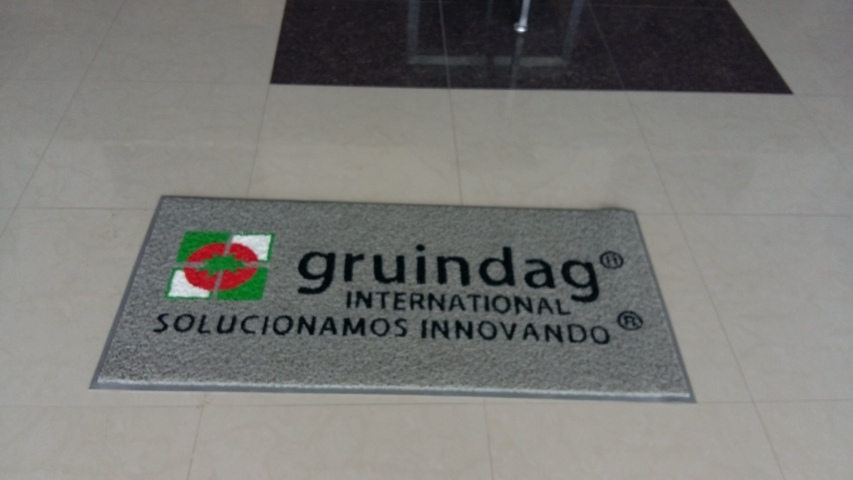 gruindag®
INTERNATIONAL
SOLUCIONAMOS INNOVANDO®